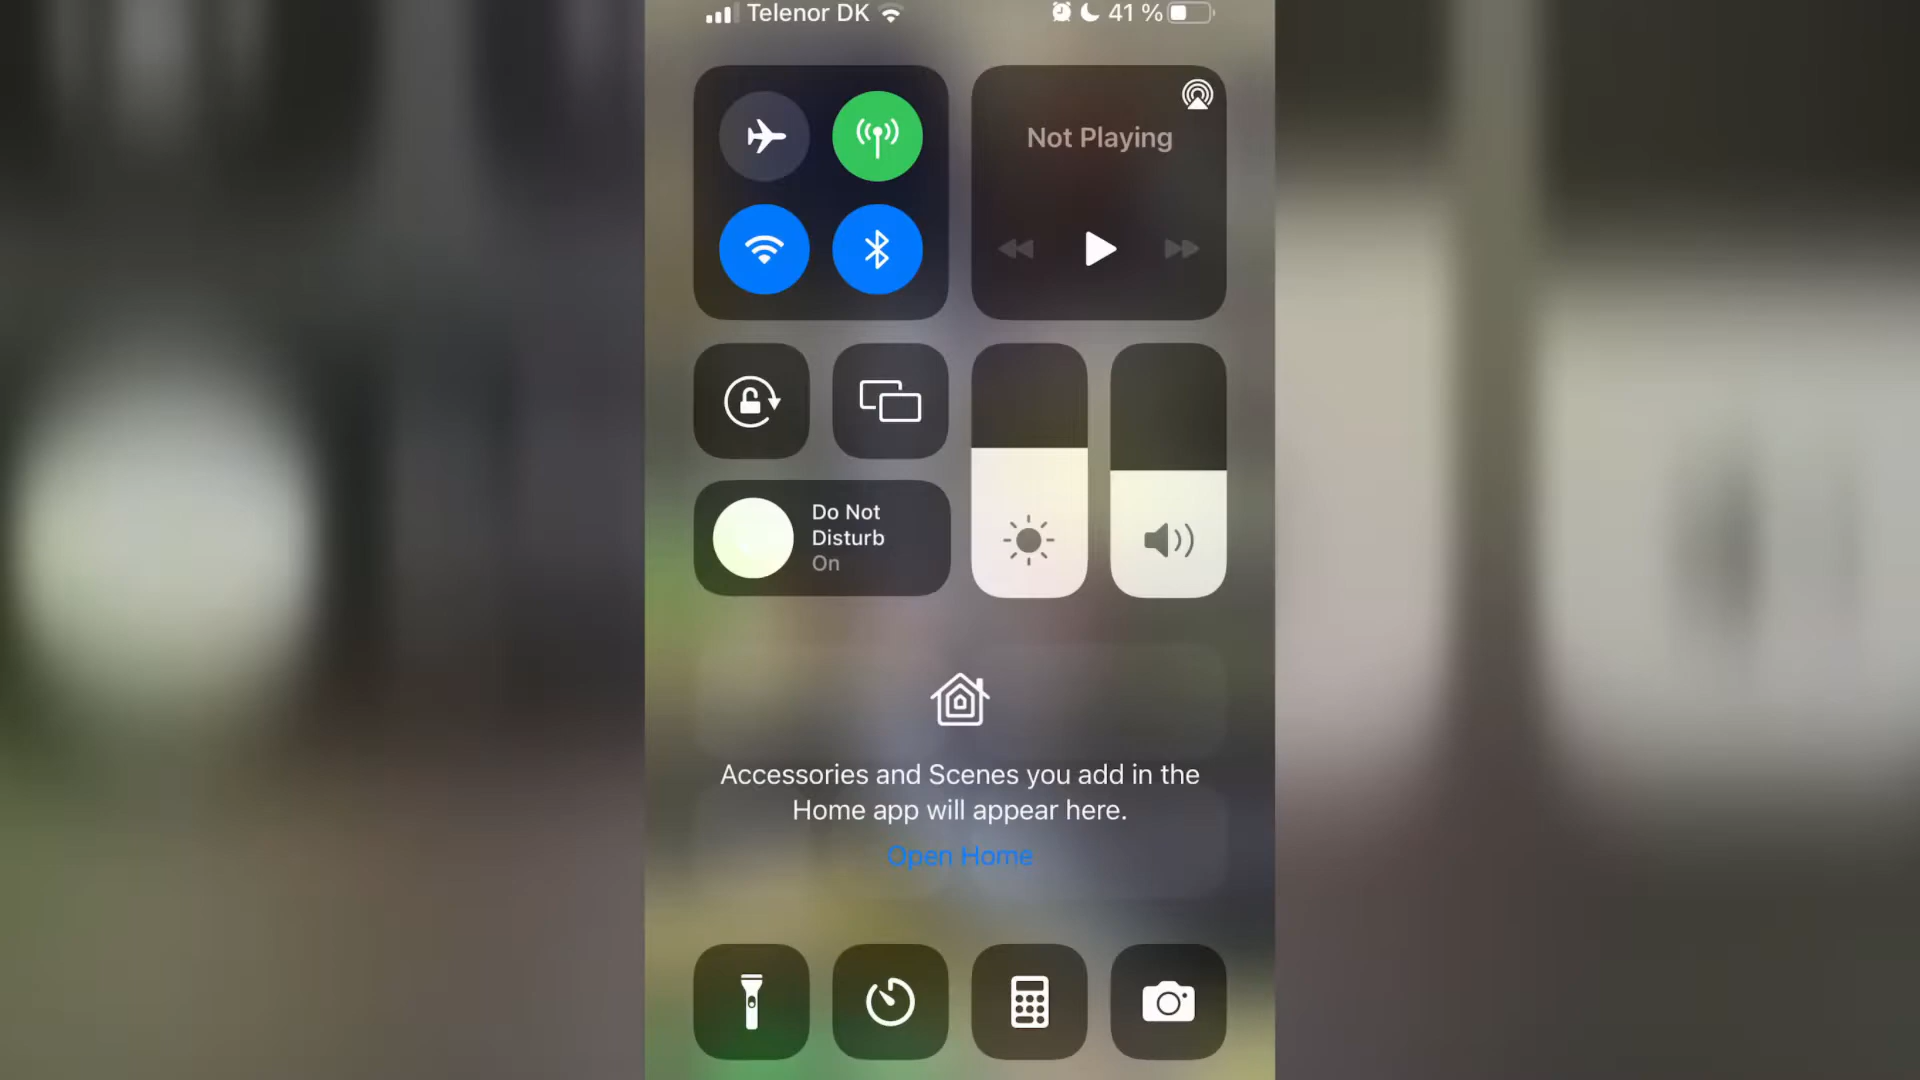 Telenor DK 41 %
Not Playing
Do Not
Disturb
On
Accessories and Scenes you add in the
Home app will appear here.
Open Home